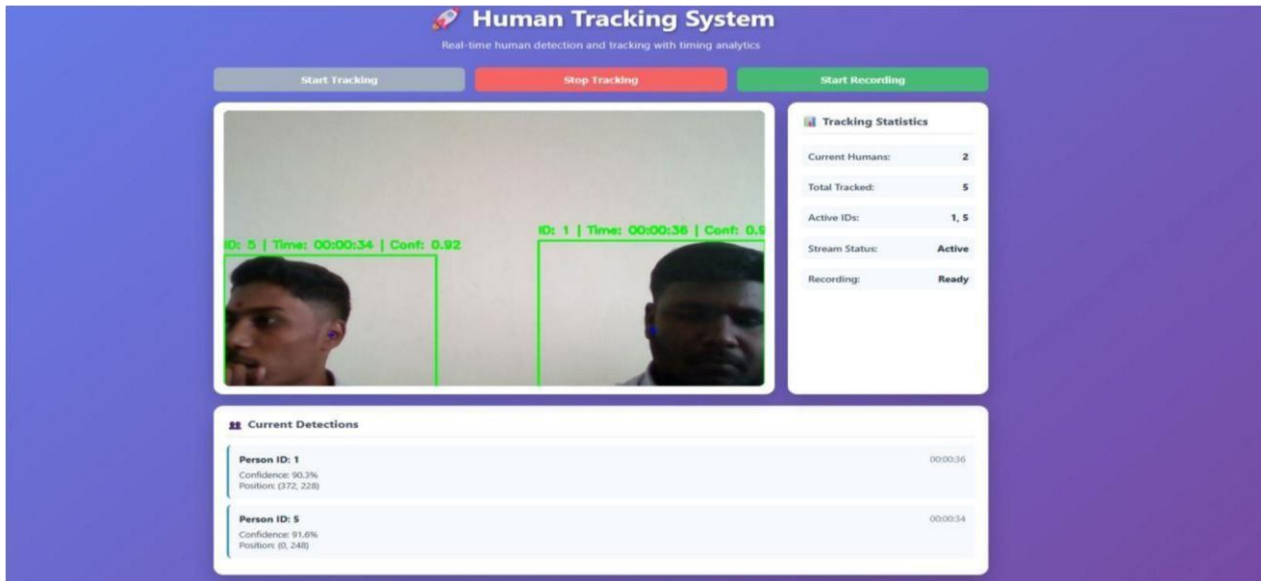 Human Tracking System
Real-time human detection and tracking with timing analytics
Start Tracking Stop Tracking Start Recording
ID: 5 | Time: 00:00:34 | Conf: 0.92
ID: 1 | Time: 00:00:36 | Conf: 0.9
Tracking Statistics
Current Humans: 2
Total Tracked: 5
Active IDs: 1, 5
Stream Status: Active
Recording: Ready
Current Detections
Person ID: 1 00:00:36
Confidence: 90.3%
Position: (372, 228)
Person ID: 5 00:00:34
Confidence: 91.6%
Position: (0, 248)